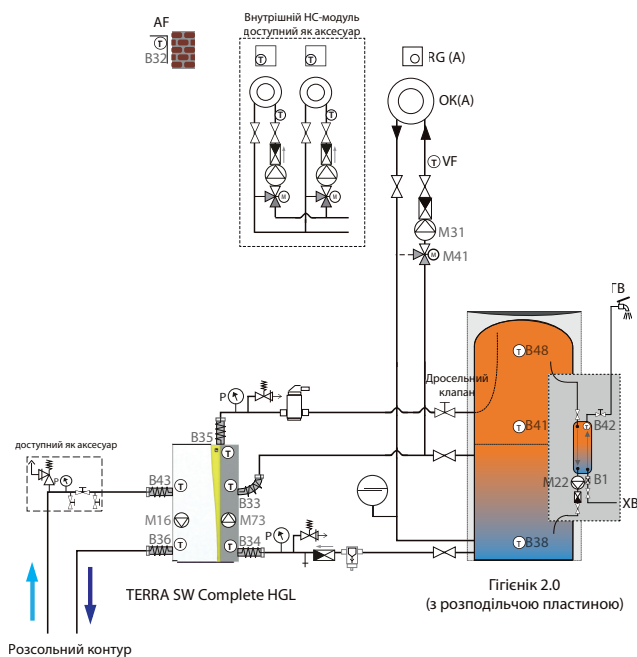 Внутрішній НС-модуль
доступний як аксесуар
AF
T
B32
T
T
RG (A)
OK(A)
T
T
T VF
M
M
M31
M M41
ГВ
T B48
Дросельний
клапан
P
B35
T B41
T B42
доступний як аксесуар
P
T
B43
T
T
B33
M22
B1
ХВ
M16
M73
P
B36
T
T
B34
T B38
TERRA SW Complete HGL
Гігієнік 2.0
(з розподільчою пластиною)
Розсольний контур